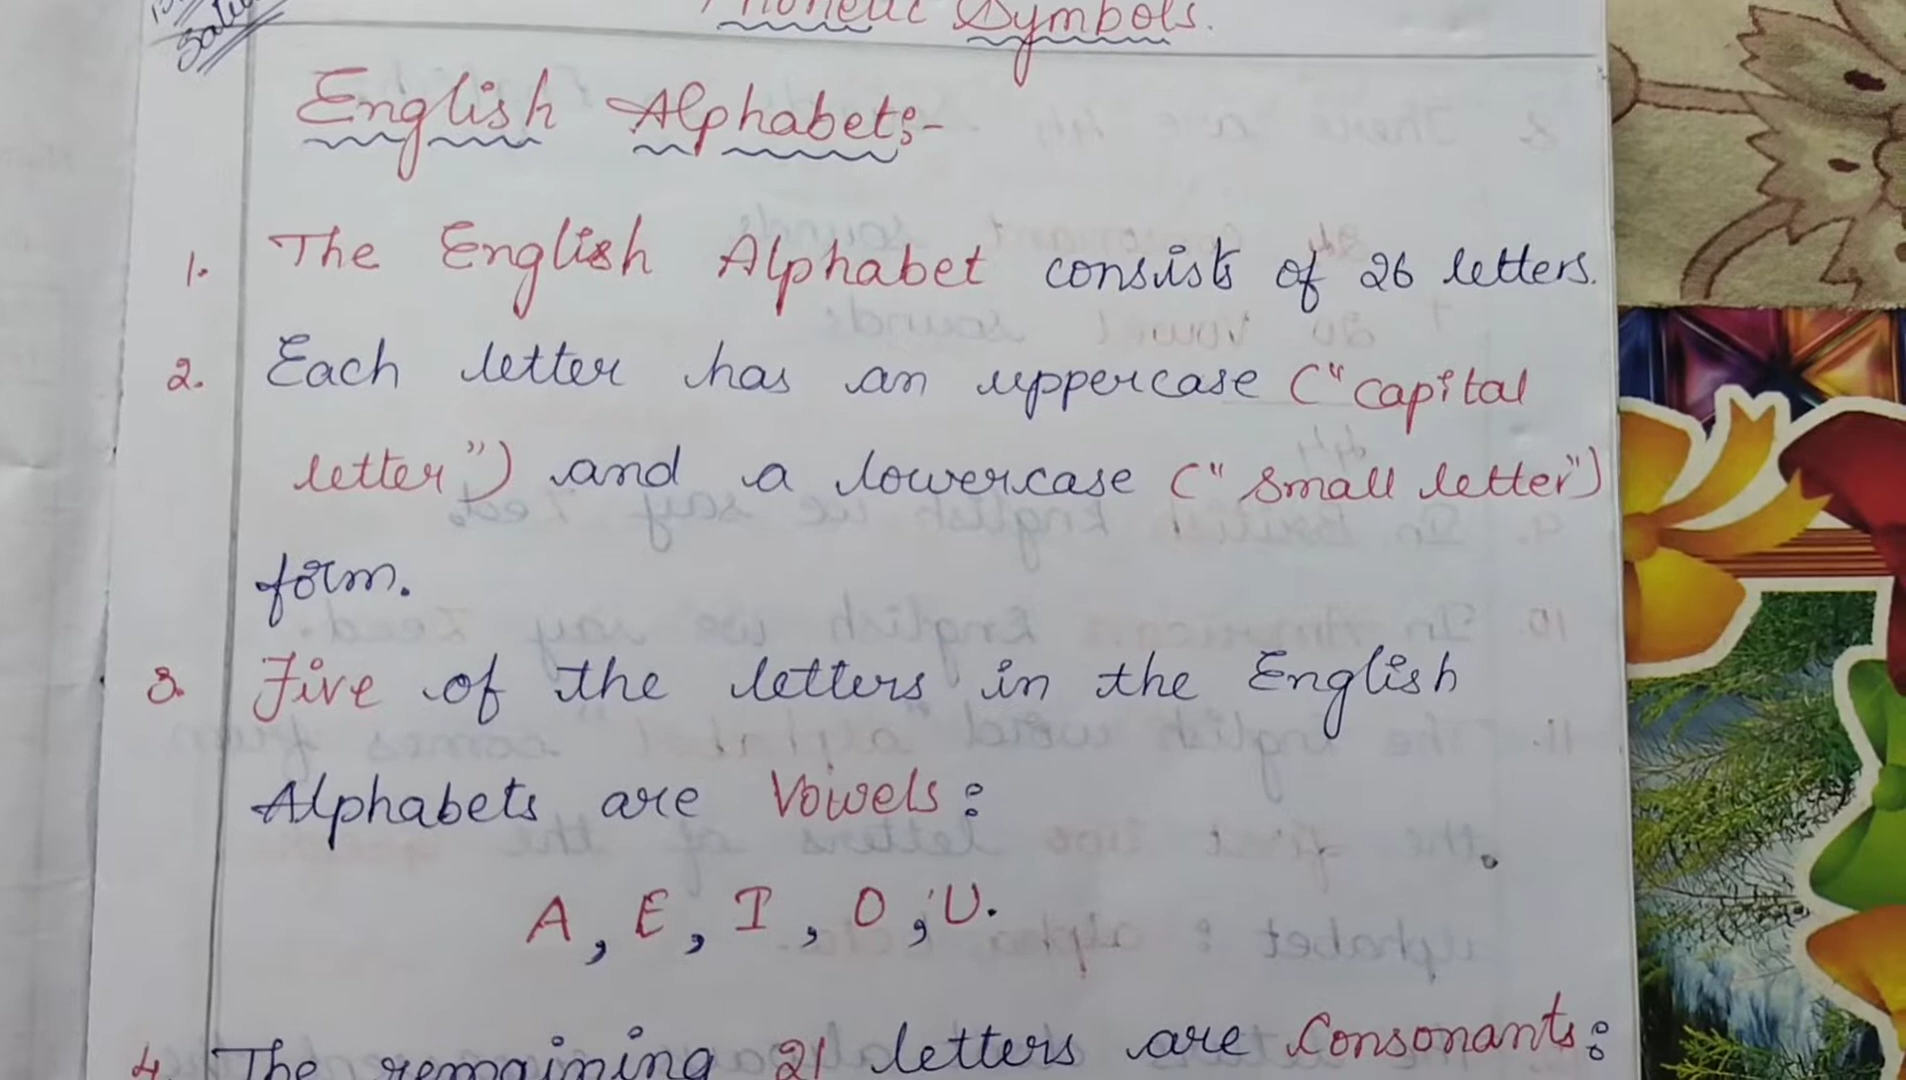 Phonetic Symbols.
English Alphabet:-
1. The English Alphabet consists of 26 letters.
2. Each letter has an uppercase ("capital
letter") and a lowercase ("small letter")
form.
3. Five of the letters in the English
Alphabets are Vowels:
A, E, I, O, U.
4. The remaining 21 letters are Consonants: